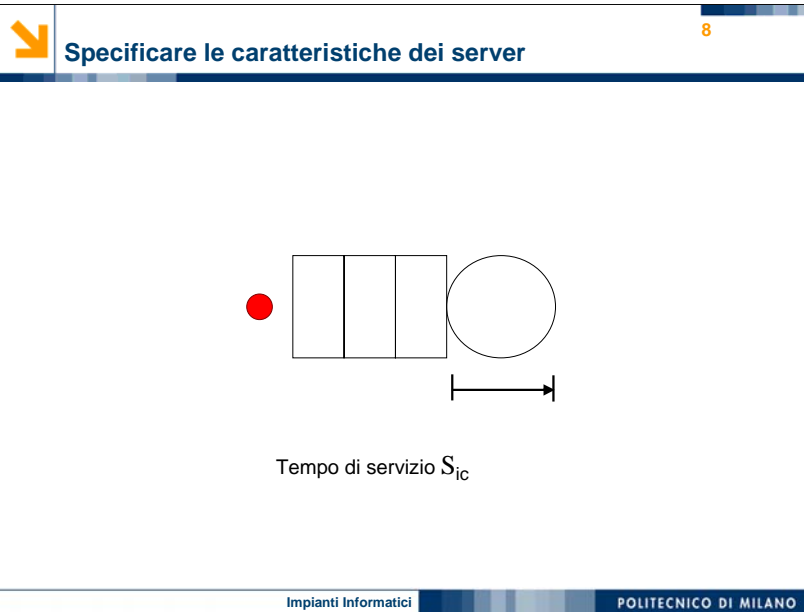 8
Specificare le caratteristiche dei server
Tempo di servizio Sic
Impianti Informatici
POLITECNICO DI MILANO